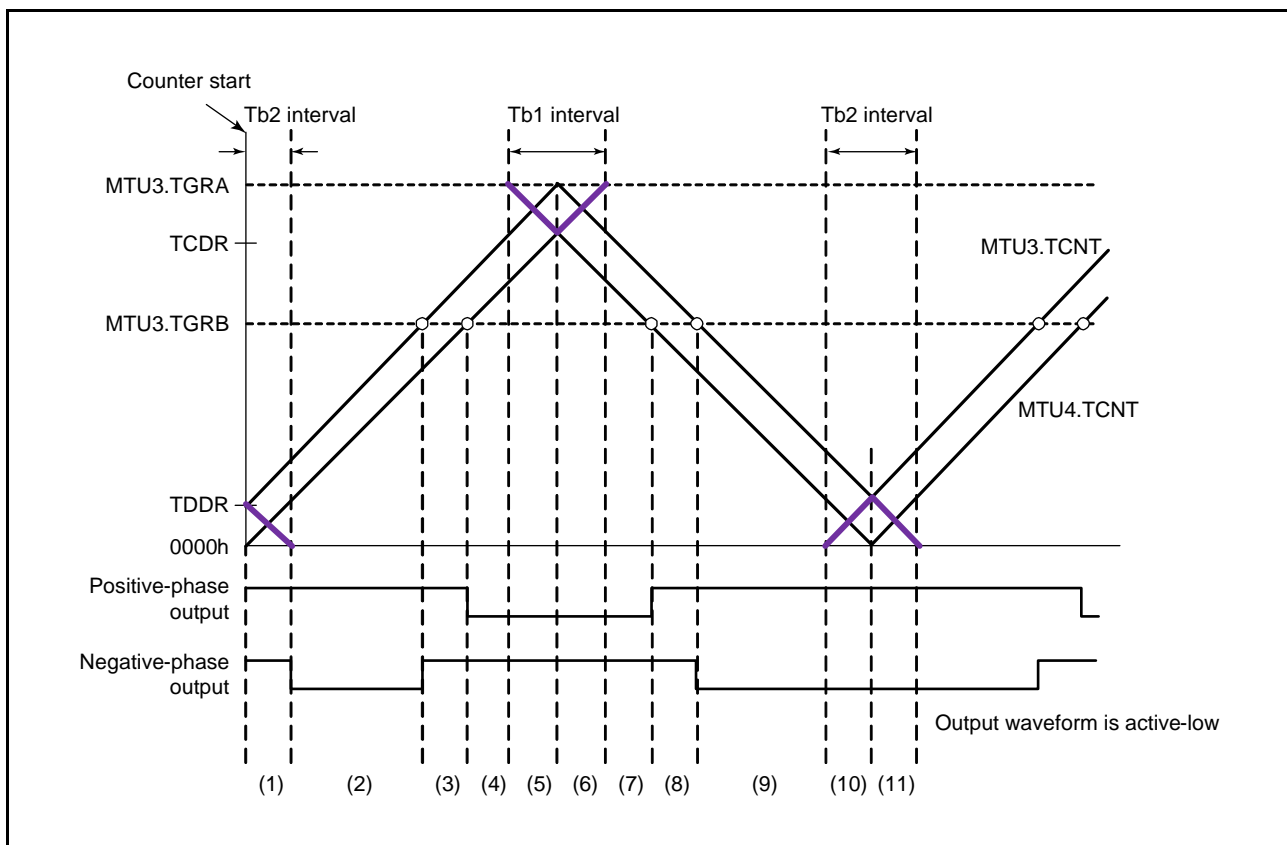 Counter start
Tb2 interval
Tb1 interval
Tb2 interval
MTU3.TGRA
TCDR
MTU3.TCNT
MTU3.TGRB
MTU4.TCNT
TDDR
0000h
Positive-phase
output
Negative-phase
output
Output waveform is active-low
(1) (2) (3) (4) (5) (6) (7) (8) (9) (10) (11)